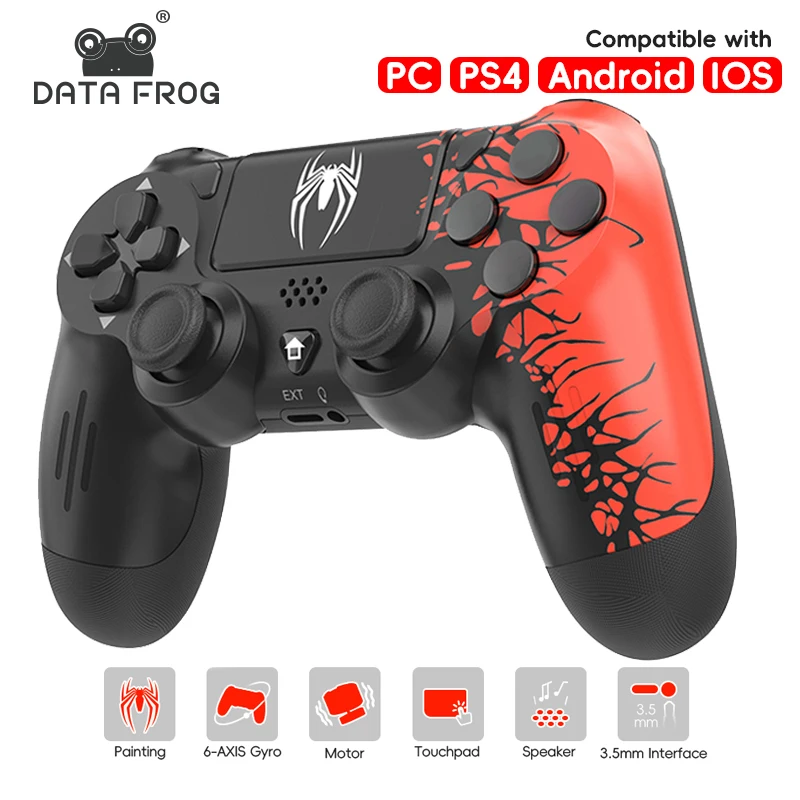 ®
DATA FROG
Compatible with
PC PS4 Android IOS
EXT
3.5
mm
Painting
6-AXIS Gyro
Motor
Touchpad
Speaker
3.5mm Interface